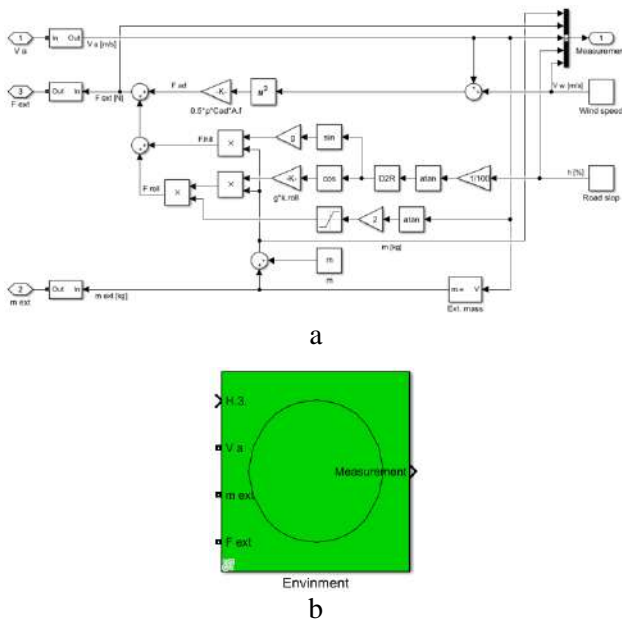 1
V a
In Out
V a [m/s]
1
Measurement
3
F ext
Out In
F ext [N]
F ad
-K-
0.5*p*Cad*A.f
u²
V w [m/s]
Wind speed
F.hill
×
g
sin
F roll
×
×
-K-
g*k.roll
cos
D2R
atan
1/100
h [%]
Road slop
2
atan
m [kg]
m
m
2
m ext
Out In
m ext [kg]
m e V
Ext. mass
a
H.3.
V a
m ext
F ext
Measurement
Envinment
b